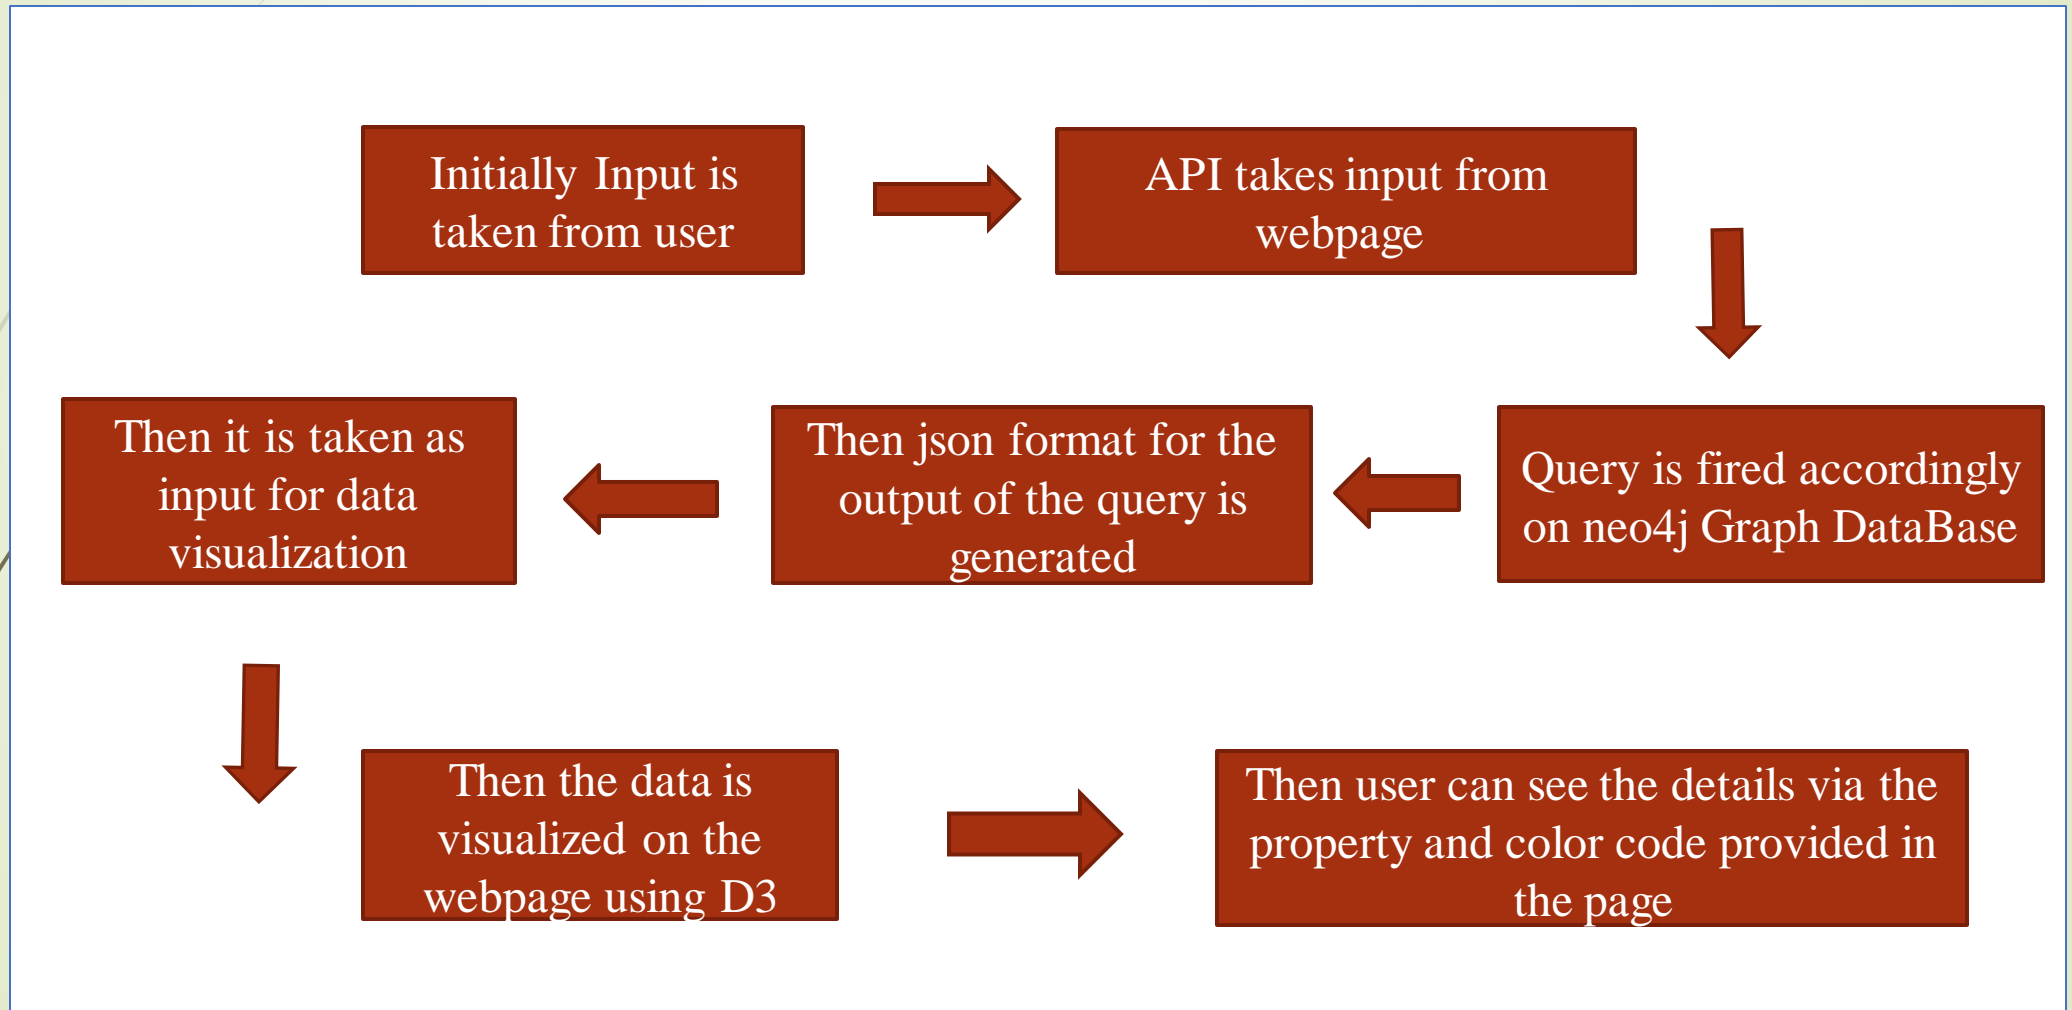 Initially Input is
taken from user
API takes input from
webpage
Query is fired accordingly
on neo4j Graph DataBase
Then json format for the
output of the query is
generated
Then it is taken as
input for data
visualization
Then the data is
visualized on the
webpage using D3
Then user can see the details via the
property and color code provided in
the page